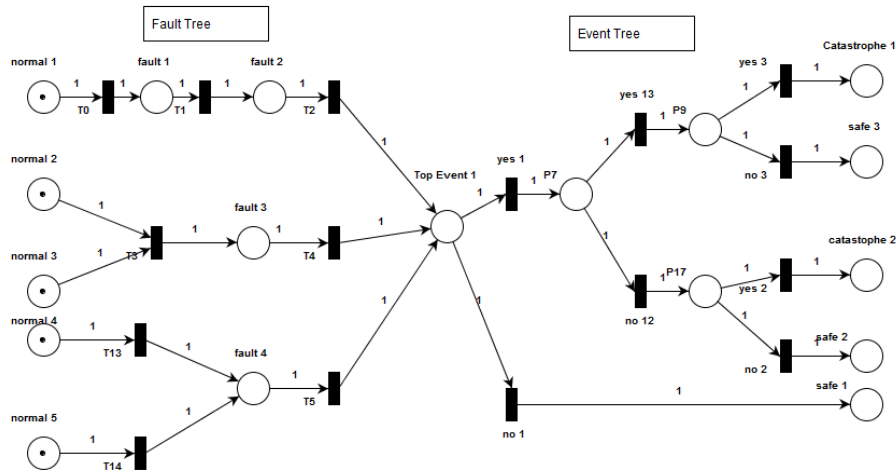 Fault Tree
Event Tree
normal 1
fault 1
fault 2
yes 3
Catastrophe 1
1
1
1
1
1
1
1
T0
T1
T2
yes 13
P9
1
1
1
safe 3
normal 2
1
Top Event 1
yes 1
P7
1
1
no 3
1
fault 3
1
1
1
T3
1
1
T4
1
normal 3
1
catastophe 2
P17
1
1
yes 2
1
normal 4
1
no 12
1
T13
1
fault 4
1
1
safe 2
1
1
T5
no 2
safe 1
normal 5
1
1
T14
no 1
1